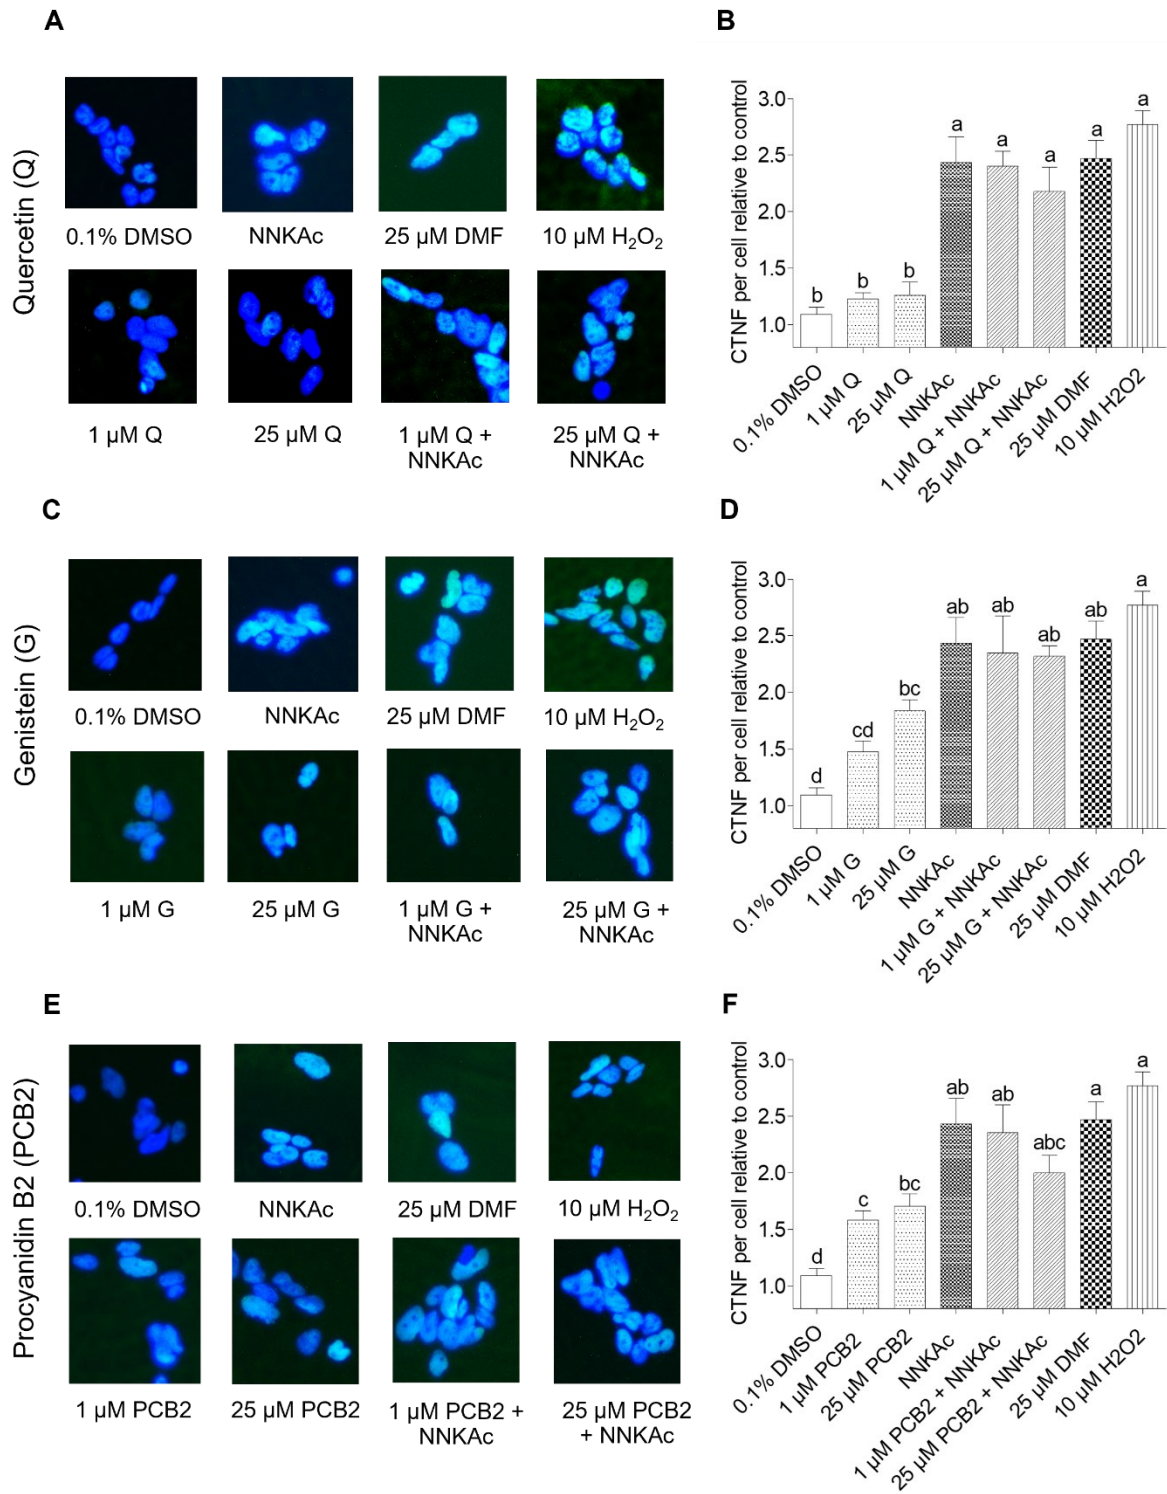 A
B
Quercetin (Q)
0.1% DMSO
NNKAc
25 µM DMF
10 µM H₂O₂
1 µM Q
25 µM Q
1 µM Q +
NNKAc
25 µM Q +
NNKAc
CTNF per cell relative to control
3.0
2.5
2.0
1.5
1.0
b
b
b
a
a
a
a
a
0.1% DMSO
1 µM Q
25 µM Q
NNKAc
1 µM Q + NNKAc
25 µM Q + NNKAc
25 µM DMF
10 µM H2O2
C
D
Genistein (G)
0.1% DMSO
NNKAc
25 µM DMF
10 µM H₂O₂
1 µM G
25 µM G
1 µM G +
NNKAc
25 µM G +
NNKAc
CTNF per cell relative to control
3.0
2.5
2.0
1.5
1.0
d
cd
bc
ab
ab
ab
ab
a
0.1% DMSO
1 µM G
25 µM G
NNKAc
1 µM G + NNKAc
25 µM G + NNKAc
25 µM DMF
10 µM H2O2
E
F
Procyanidin B2 (PCB2)
0.1% DMSO
NNKAc
25 µM DMF
10 µM H₂O₂
1 µM PCB2
25 µM PCB2
1 µM PCB2 +
NNKAc
25 µM PCB2
+ NNKAc
CTNF per cell relative to control
3.0
2.5
2.0
1.5
1.0
d
c
bc
ab
ab
abc
a
a
0.1% DMSO
1 µM PCB2
25 µM PCB2
NNKAc
1 µM PCB2 + NNKAc
25 µM PCB2 + NNKAc
25 µM DMF
10 µM H2O2